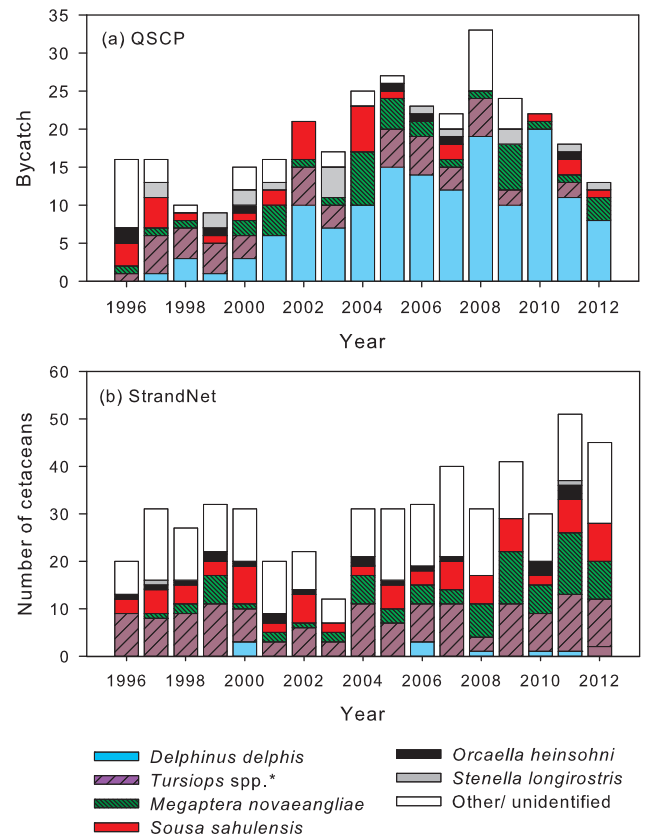 (a) QSCP
35
30
25
20
15
10
5
0
Bycatch
1996 1998 2000 2002 2004 2006 2008 2010 2012
Year
(b) StrandNet
60
50
40
30
20
10
0
Number of cetaceans
1996 1998 2000 2002 2004 2006 2008 2010 2012
Year
Delphinus delphis
Tursiops spp.*
Megaptera novaeangliae
Sousa sahulensis
Orcaella heinsohni
Stenella longirostris
Other/ unidentified